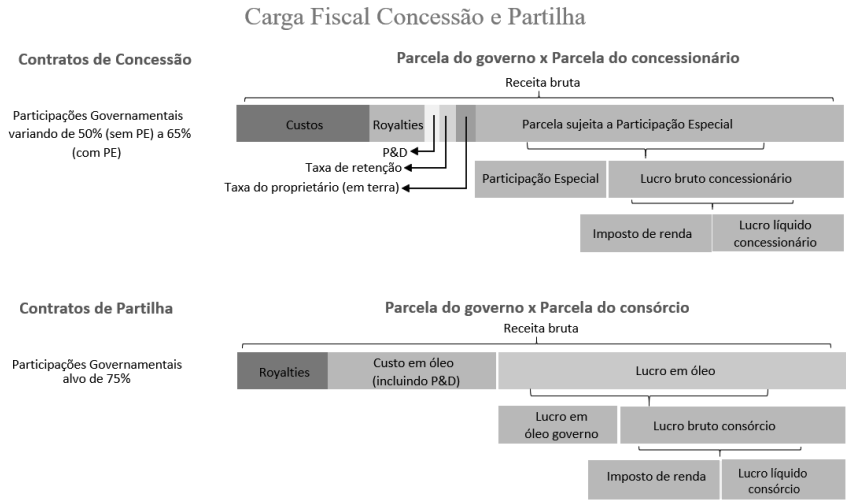 Carga Fiscal Concessão e Partilha
Contratos de Concessão
Parcela do governo x Parcela do concessionário
Receita bruta
Participações Governamentais
variando de 50% (sem PE) a 65%
(com PE)
Custos
Royalties
Parcela sujeita a Participação Especial
P&D
Taxa de retenção
Taxa do proprietário (em terra)
Participação Especial
Lucro bruto concessionário
Imposto de renda
Lucro líquido
concessionário
Contratos de Partilha
Parcela do governo x Parcela do consórcio
Receita bruta
Participações Governamentais
alvo de 75%
Royalties
Custo em óleo
(incluindo P&D)
Lucro em óleo
Lucro em
óleo governo
Lucro bruto consórcio
Imposto de renda
Lucro líquido
consórcio